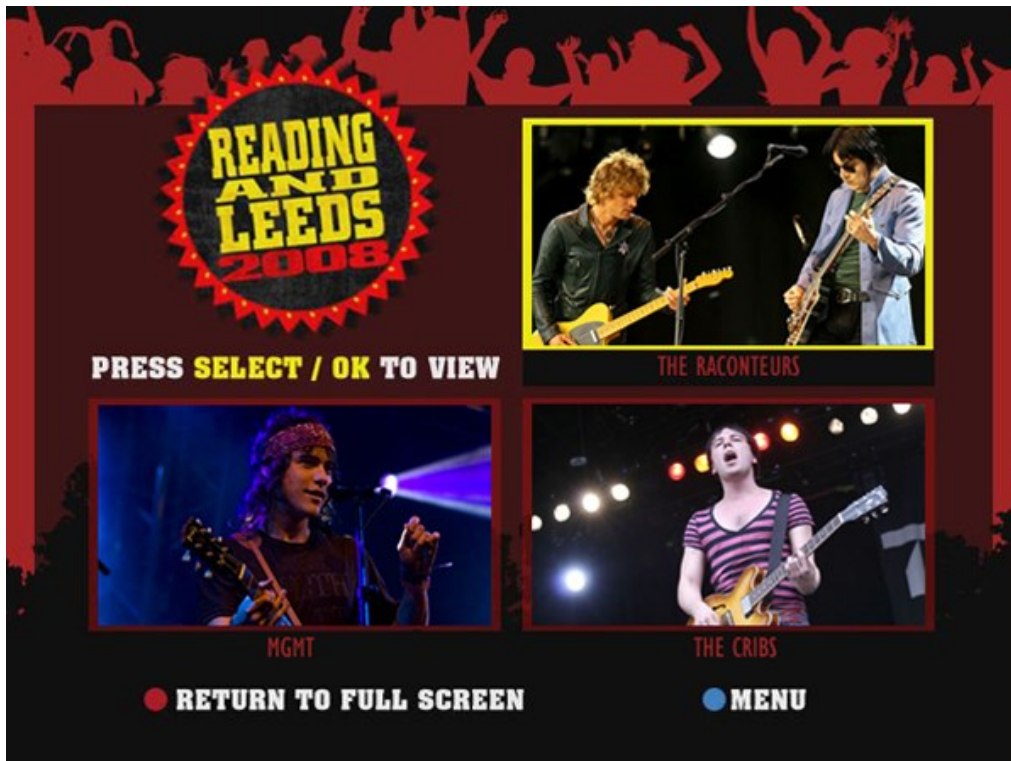 READING
AND
LEEDS
2008
PRESS SELECT / OK TO VIEW
THE RACONTEURS
MGMT
THE CRIBS
RETURN TO FULL SCREEN
MENU